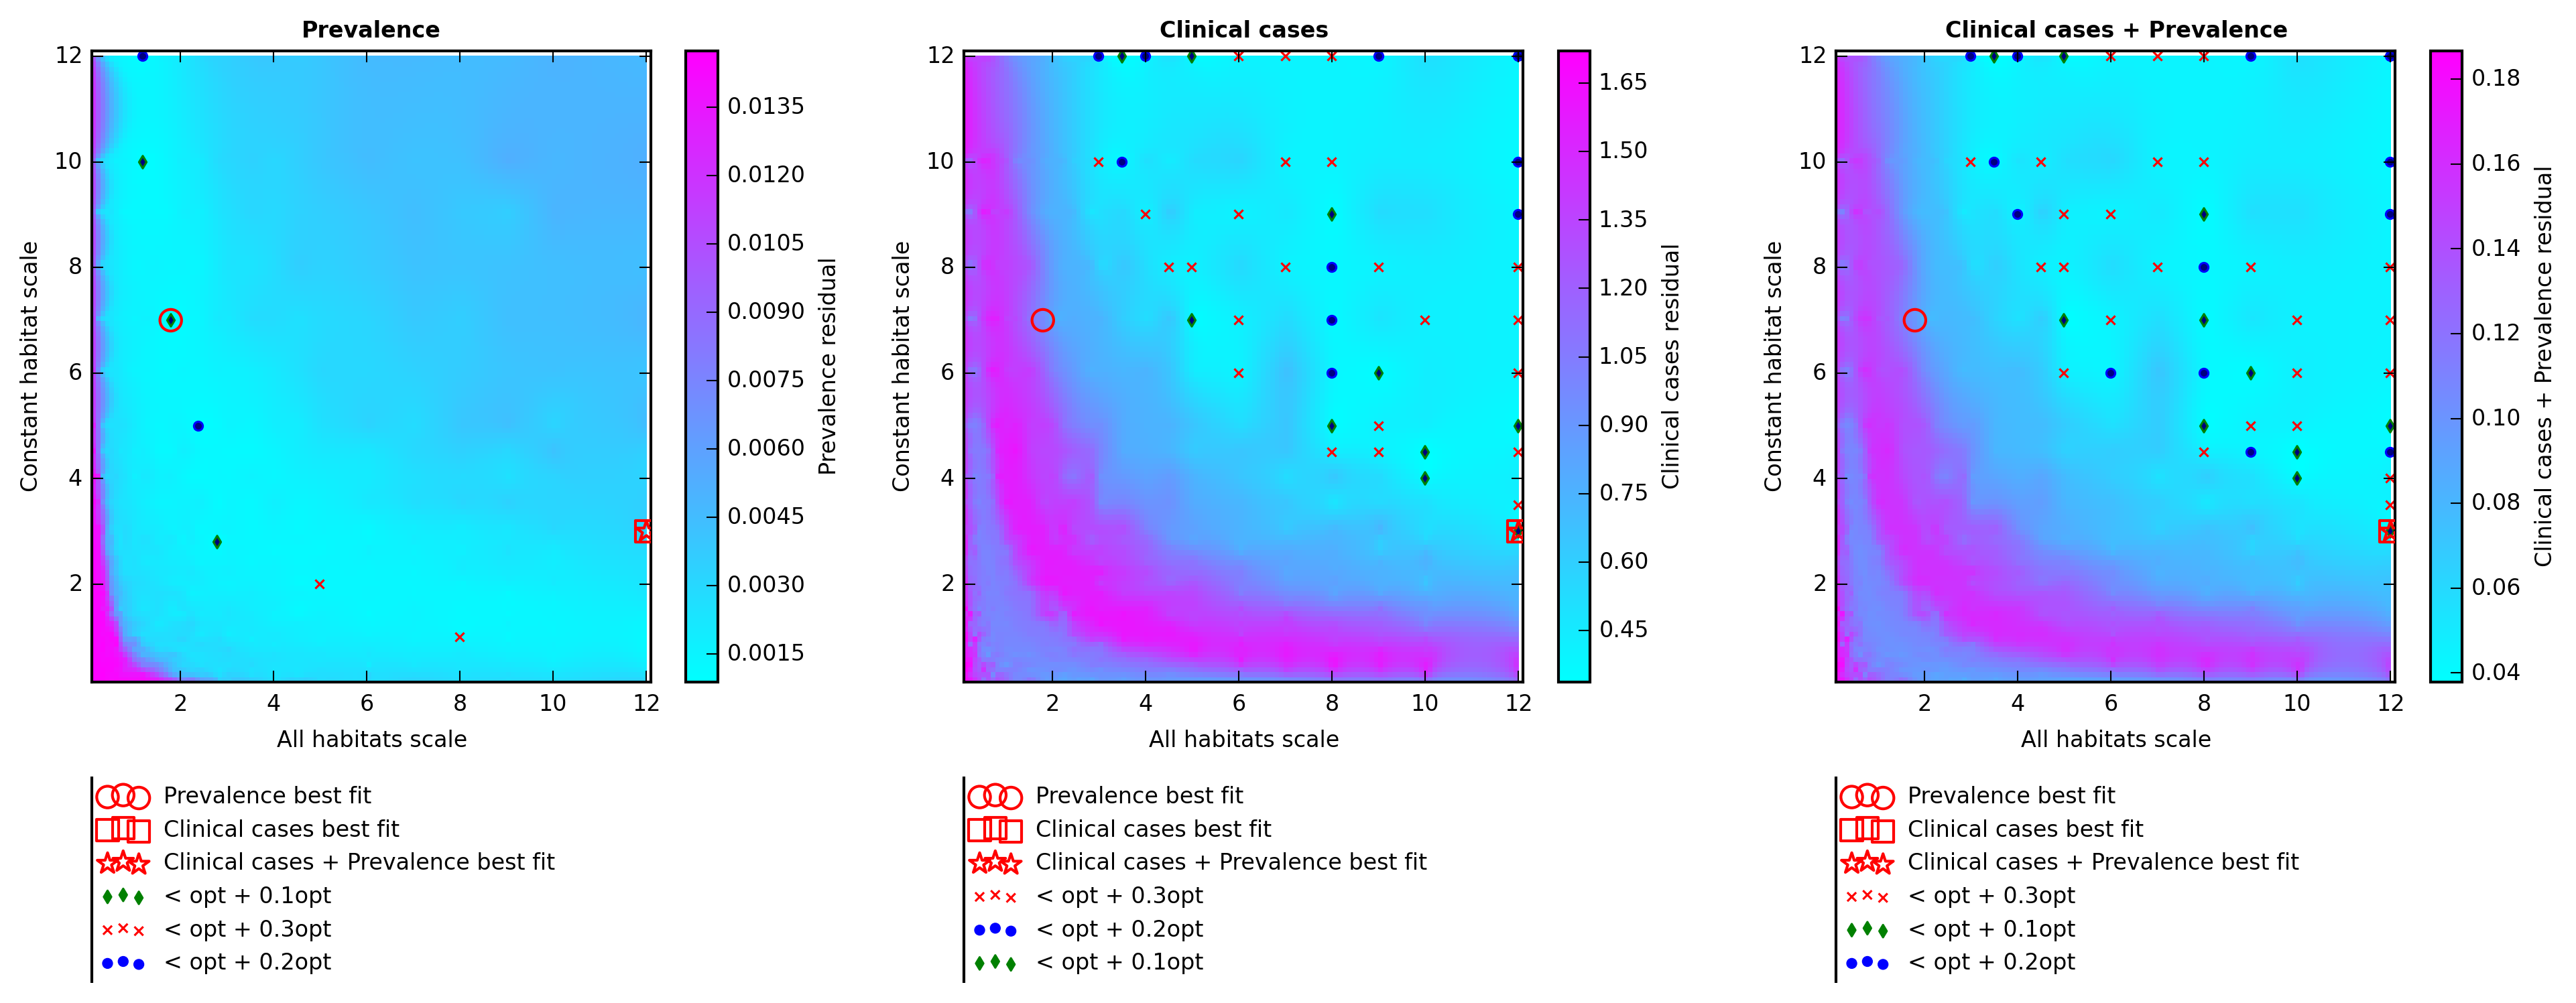 Prevalence
12
10
8
6
4
2
2 4 6 8 10 12
Constant habitat scale
All habitats scale
0.0135
0.0120
0.0105
0.0090
0.0075
0.0060
0.0045
0.0030
0.0015
Prevalence residual
Prevalence best fit
Clinical cases best fit
Clinical cases + Prevalence best fit
< opt + 0.1opt
< opt + 0.3opt
< opt + 0.2opt
Clinical cases
12
10
8
6
4
2
2 4 6 8 10 12
Constant habitat scale
All habitats scale
1.65
1.50
1.35
1.20
1.05
0.90
0.75
0.60
0.45
Clinical cases residual
Prevalence best fit
Clinical cases best fit
Clinical cases + Prevalence best fit
< opt + 0.3opt
< opt + 0.2opt
< opt + 0.1opt
Clinical cases + Prevalence
12
10
8
6
4
2
2 4 6 8 10 12
Constant habitat scale
All habitats scale
0.18
0.16
0.14
0.12
0.10
0.08
0.06
0.04
Clinical cases + Prevalence residual
Prevalence best fit
Clinical cases best fit
Clinical cases + Prevalence best fit
< opt + 0.3opt
< opt + 0.1opt
< opt + 0.2opt